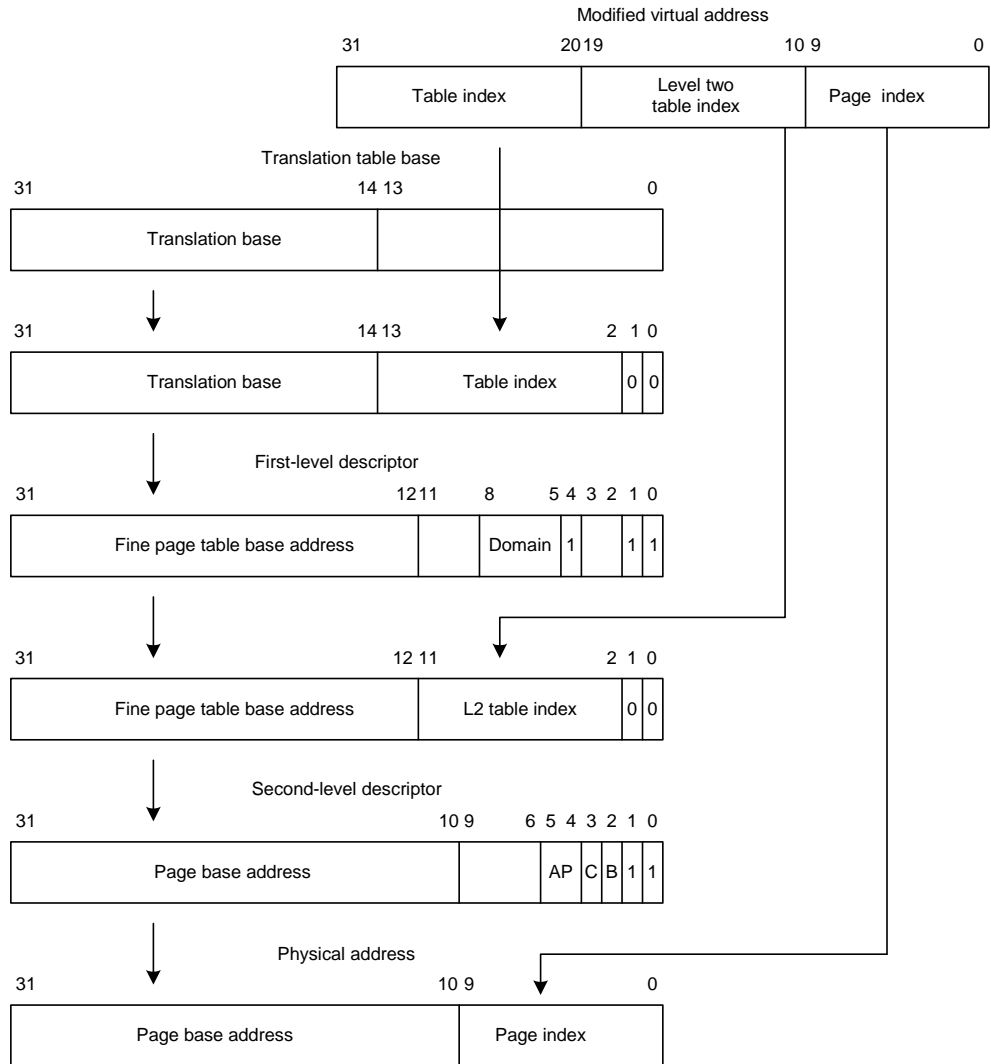 Modified virtual address
31 20 19 10 9 0
Table index Level two table index Page index
Translation table base
31 14 13 0
Translation base
31 14 13 2 1 0
Translation base Table index 0 0
First-level descriptor
31 12 11 8 5 4 3 2 1 0
Fine page table base address Domain 1 1 1
31 12 11 2 1 0
Fine page table base address L2 table index 0 0
Second-level descriptor
31 10 9 6 5 4 3 2 1 0
Page base address AP C B 1 1
Physical address
31 10 9 0
Page base address Page index